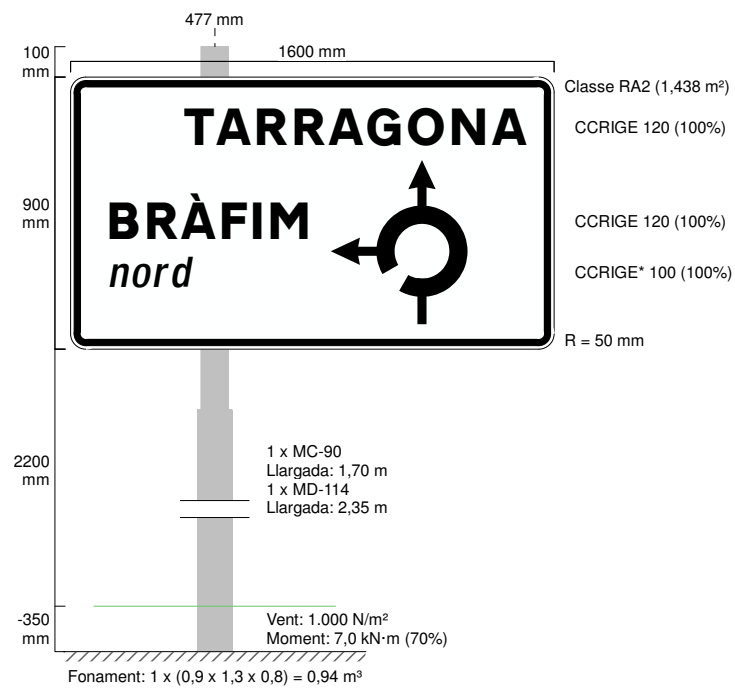 477 mm
100
mm
1600 mm
Classe RA2 (1,438 m²)
TARRAGONA
CCRIGE 120 (100%)
900
mm
BRÀFIM
CCRIGE 120 (100%)
nord
CCRIGE* 100 (100%)
R = 50 mm
2200
mm
1 x MC-90
Llargada: 1,70 m
1 x MD-114
Llargada: 2,35 m
-350
mm
Vent: 1.000 N/m²
Moment: 7,0 kN·m (70%)
Fonament: 1 x (0,9 x 1,3 x 0,8) = 0,94 m³